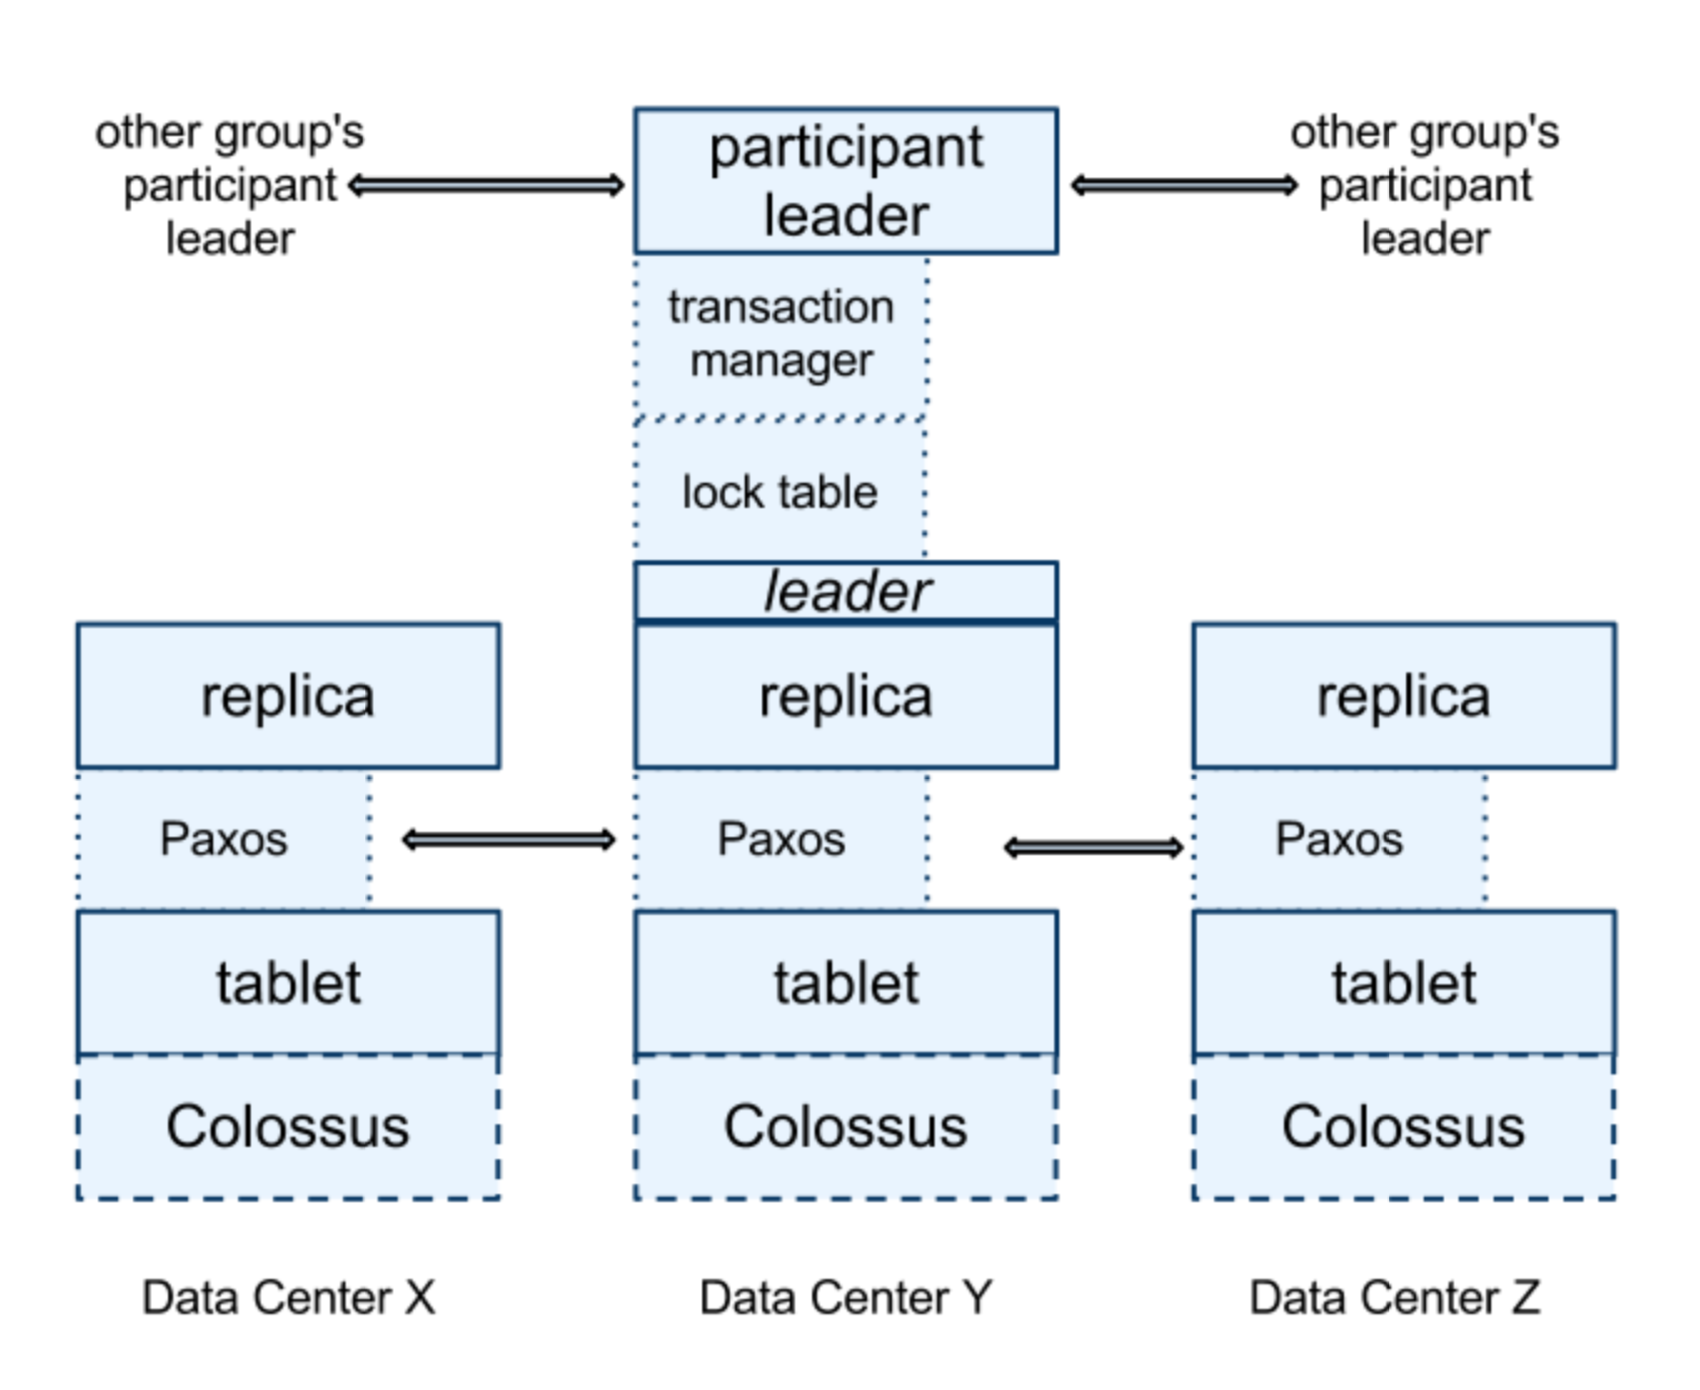 other group's
participant
leader
participant
leader
other group's
participant
leader
transaction
manager
lock table
leader
replica
replica
replica
Paxos
Paxos
Paxos
tablet
tablet
tablet
Colossus
Colossus
Colossus
Data Center X
Data Center Y
Data Center Z